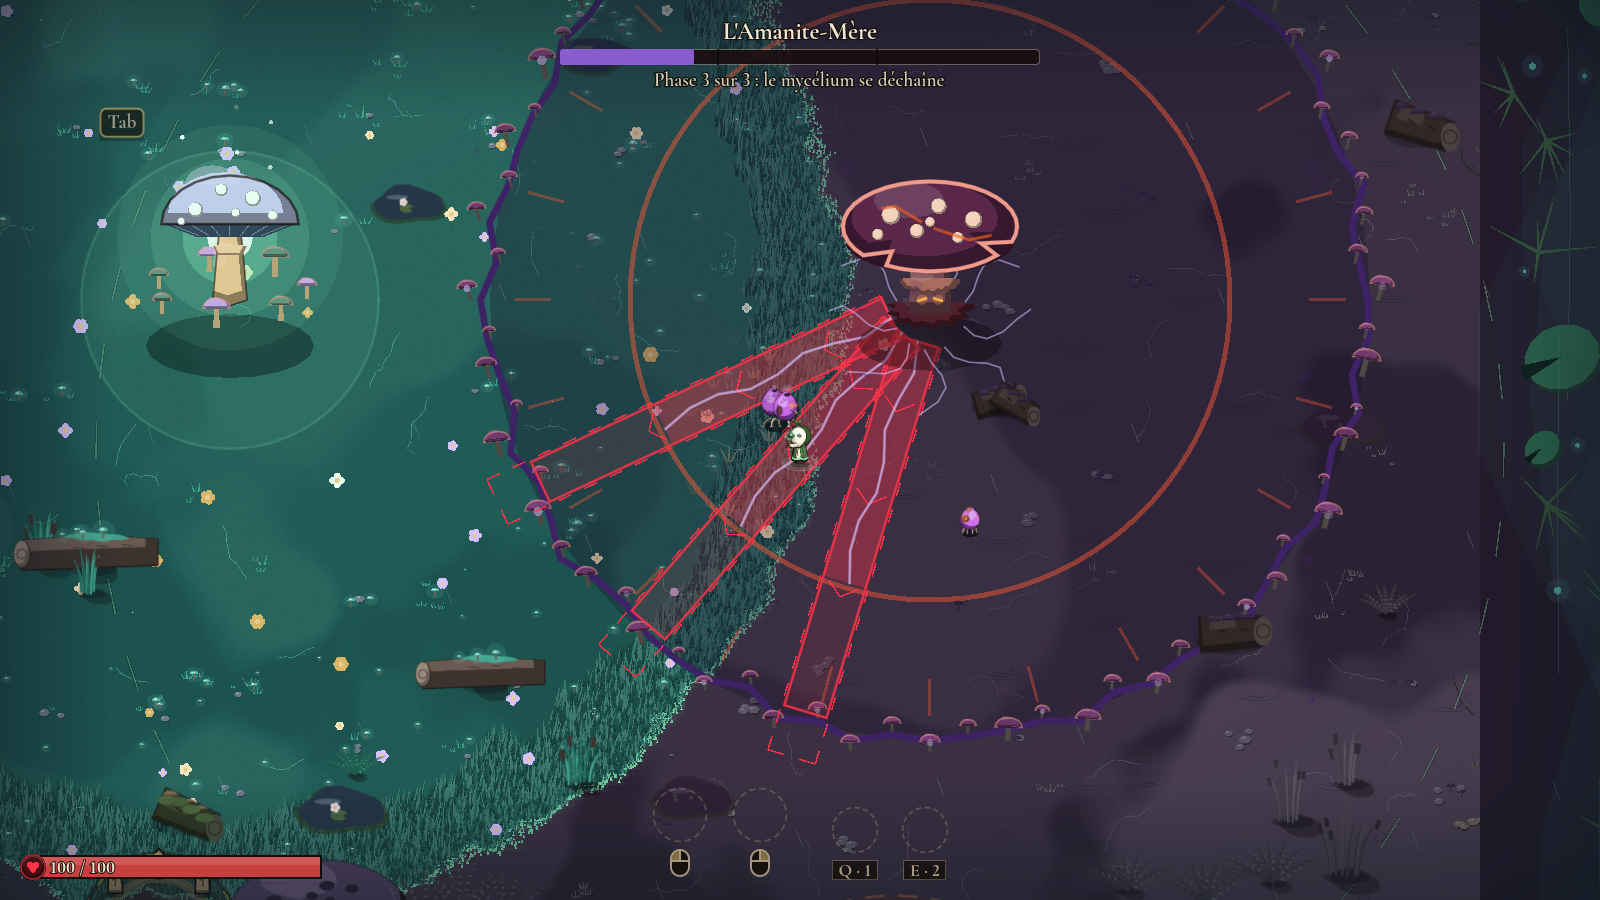 L'Amanite-Mère
Phase 3 sur 3 : le mycélium se déchaîne
Tab
100 / 100
Q · 1
E · 2